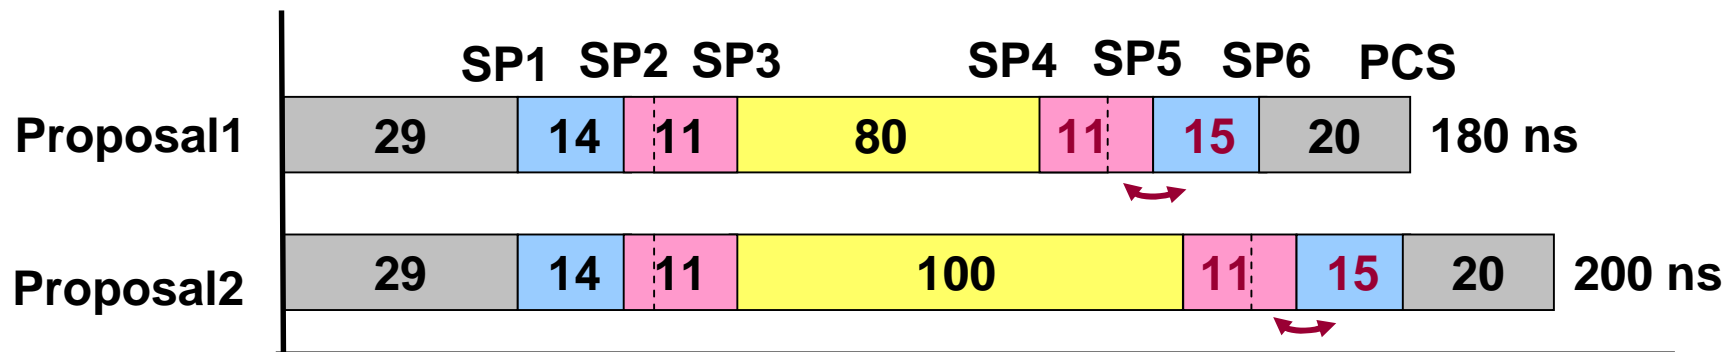 SP1 SP2 SP3 SP4 SP5 SP6 PCS
Proposal1 29 14 11 80 11 15 20 180 ns
Proposal2 29 14 11 100 11 15 20 200 ns